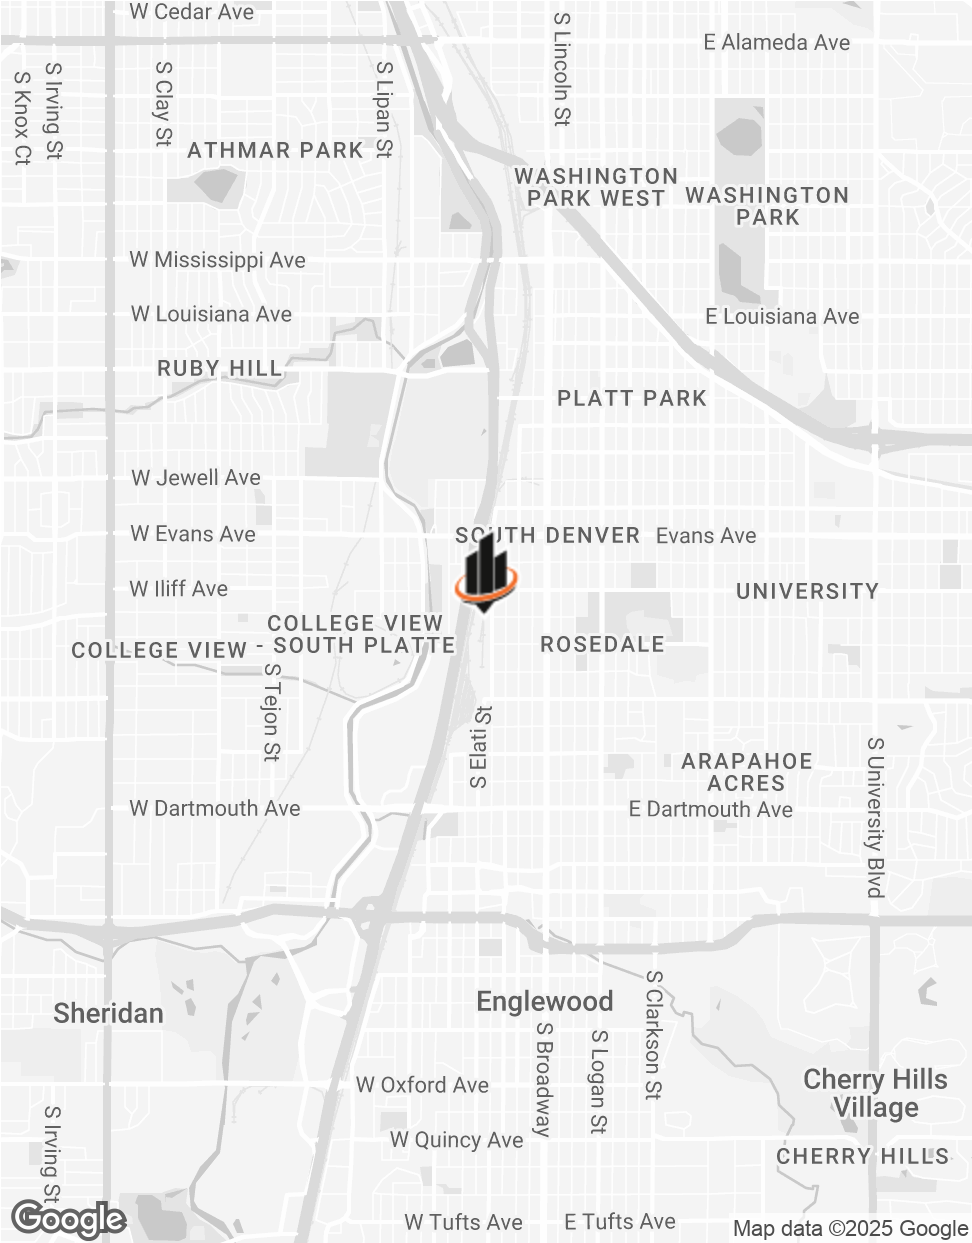 W Cedar Ave
E Alameda Ave
S Knox Ct
S Irving St
S Clay St
S Lipan St
S Lincoln St
ATHMAR PARK
WASHINGTON
PARK WEST
WASHINGTON
PARK
W Mississippi Ave
W Louisiana Ave
E Louisiana Ave
RUBY HILL
PLATT PARK
W Jewell Ave
W Evans Ave
SOUTH DENVER
Evans Ave
W Iliff Ave
UNIVERSITY
COLLEGE VIEW
- SOUTH PLATTE
COLLEGE VIEW
ROSEDALE
S Tejon St
S Elati St
ARAPAHOE
ACRES
S University Blvd
W Dartmouth Ave
E Dartmouth Ave
Sheridan
Englewood
S Clarkson St
S Broadway
S Logan St
W Oxford Ave
Cherry Hills
Village
S Irving St
W Quincy Ave
CHERRY HILLS
W Tufts Ave
E Tufts Ave
Google
Map data ©2025 Google